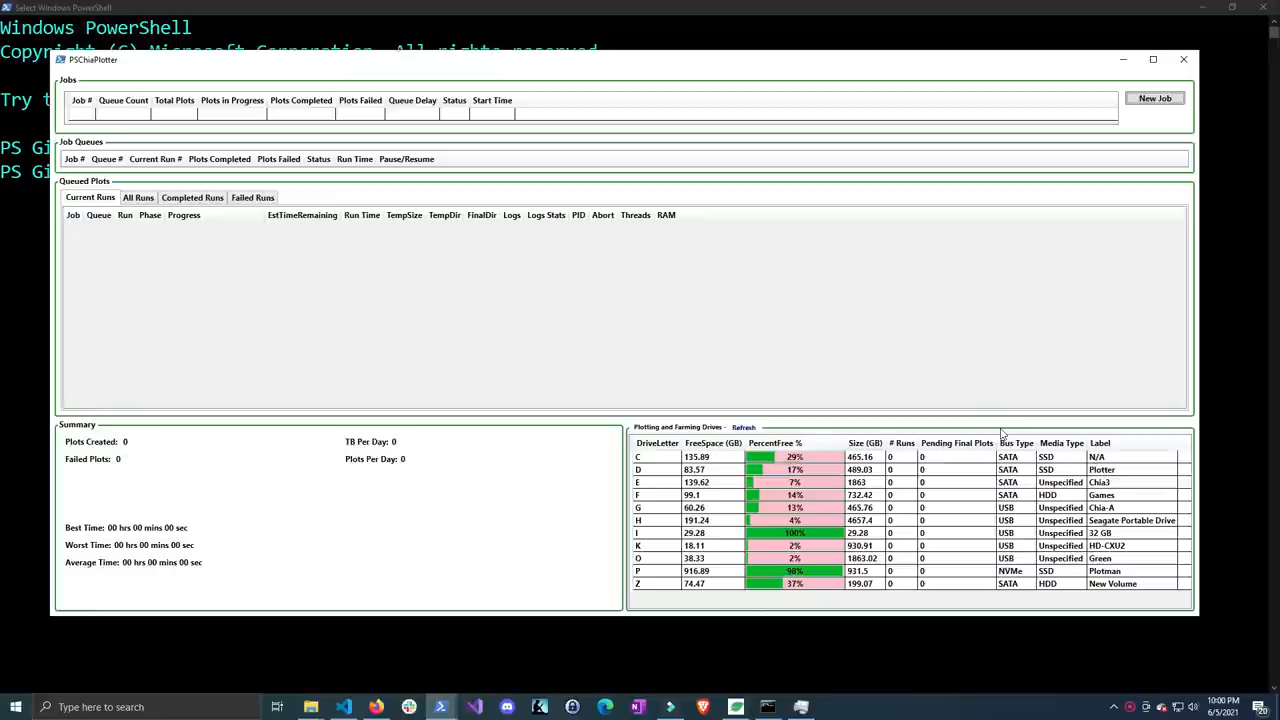 Select Windows PowerShell
Windows PowerShell
Copyright (C) Microsoft Corporation. All rights reserved.
Try t
PS Gi
PS Gi
PSChiaPlotter
Jobs
Job # Queue Count Total Plots Plots in Progress Plots Completed Plots Failed Queue Delay Status Start Time
New Job
Job Queues
Job # Queue # Current Run # Plots Completed Plots Failed Status Run Time Pause/Resume
Queued Plots
Current Runs All Runs Completed Runs Failed Runs
Job Queue Run Phase Progress EstTimeRemaining Run Time TempSize TempDir FinalDir Logs Logs Stats PID Abort Threads RAM
Summary
Plots Created: 0 TB Per Day: 0
Failed Plots: 0 Plots Per Day: 0
Best Time: 00 hrs 00 mins 00 sec
Worst Time: 00 hrs 00 mins 00 sec
Average Time: 00 hrs 00 mins 00 sec
Plotting and Farming Drives - Refresh
DriveLetter FreeSpace (GB) PercentFree % Size (GB) # Runs Pending Final Plots Bus Type Media Type Label
C 135.89 29% 465.16 0 0 SATA SSD N/A
D 83.57 17% 489.03 0 0 SATA SSD Plotter
E 139.62 7% 1863 0 0 SATA Unspecified Chia3
F 99.1 14% 732.42 0 0 SATA HDD Games
G 60.26 13% 465.76 0 0 USB Unspecified Chia-A
H 191.24 4% 4657.4 0 0 USB Unspecified Seagate Portable Drive
I 29.28 100% 29.28 0 0 USB Unspecified 32 GB
K 18.11 2% 930.91 0 0 USB Unspecified HD-CXU2
O 38.33 2% 1863.02 0 0 USB Unspecified Green
P 916.89 98% 931.5 0 0 NVMe SSD Plotman
Z 74.47 37% 199.07 0 0 SATA HDD New Volume
Type here to search
10:00 PM
6/5/2021
20